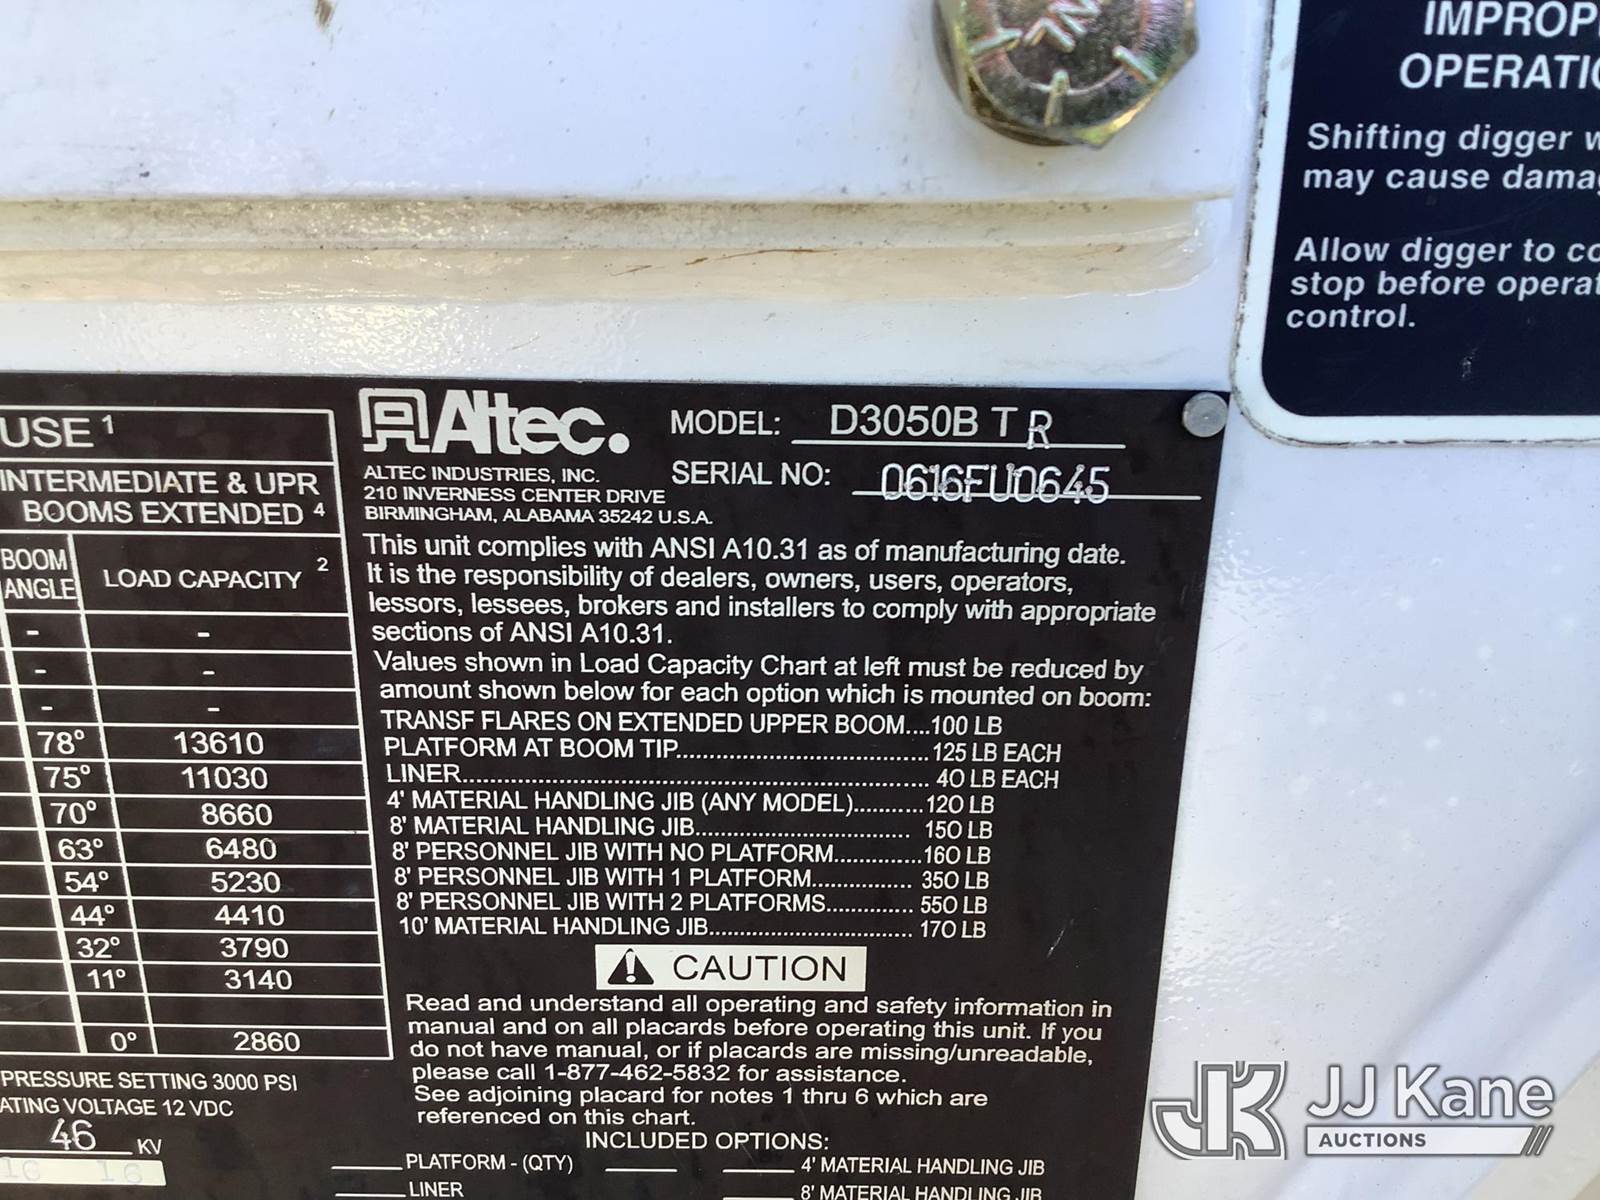 IMPROP
OPERATIO
Shifting digger w
may cause dama
Allow digger to co
stop before operat
control.
USE 1
INTERMEDIATE & UPR
BOOMS EXTENDED 4
BOOM ANGLE LOAD CAPACITY 2
- -
- -
- -
78° 13610
75° 11030
70° 8660
63° 6480
54° 5230
44° 4410
32° 3790
11° 3140
0° 2860
PRESSURE SETTING 3000 PSI
ATING VOLTAGE 12 VDC
46 KV
16 16
Altec.
MODEL: D3050B T R
SERIAL NO: 0616FU0645
ALTEC INDUSTRIES, INC.
210 INVERNESS CENTER DRIVE
BIRMINGHAM, ALABAMA 35242 U.S.A.
This unit complies with ANSI A10.31 as of manufacturing date.
It is the responsibility of dealers, owners, users, operators,
lessors, lessees, brokers and installers to comply with appropriate
sections of ANSI A10.31.
Values shown in Load Capacity Chart at left must be reduced by
amount shown below for each option which is mounted on boom:
TRANSF FLARES ON EXTENDED UPPER BOOM....100 LB
PLATFORM AT BOOM TIP.................................125 LB EACH
LINER............................................................. 40 LB EACH
4' MATERIAL HANDLING JIB (ANY MODEL)..........120 LB
8' MATERIAL HANDLING JIB............................... 150 LB
8' PERSONNEL JIB WITH NO PLATFORM.............160 LB
8' PERSONNEL JIB WITH 1 PLATFORM............... 350 LB
8' PERSONNEL JIB WITH 2 PLATFORMS............. 550 LB
10' MATERIAL HANDLING JIB............................. 170 LB
CAUTION
Read and understand all operating and safety information in
manual and on all placards before operating this unit. If you
do not have manual, or if placards are missing/unreadable,
please call 1-877-462-5832 for assistance.
See adjoining placard for notes 1 thru 6 which are
referenced on this chart.
INCLUDED OPTIONS:
PLATFORM - (QTY)
4' MATERIAL HANDLING JIB
LINER
8' MATERIAL HANDLING JIB
JK JJ Kane
AUCTIONS